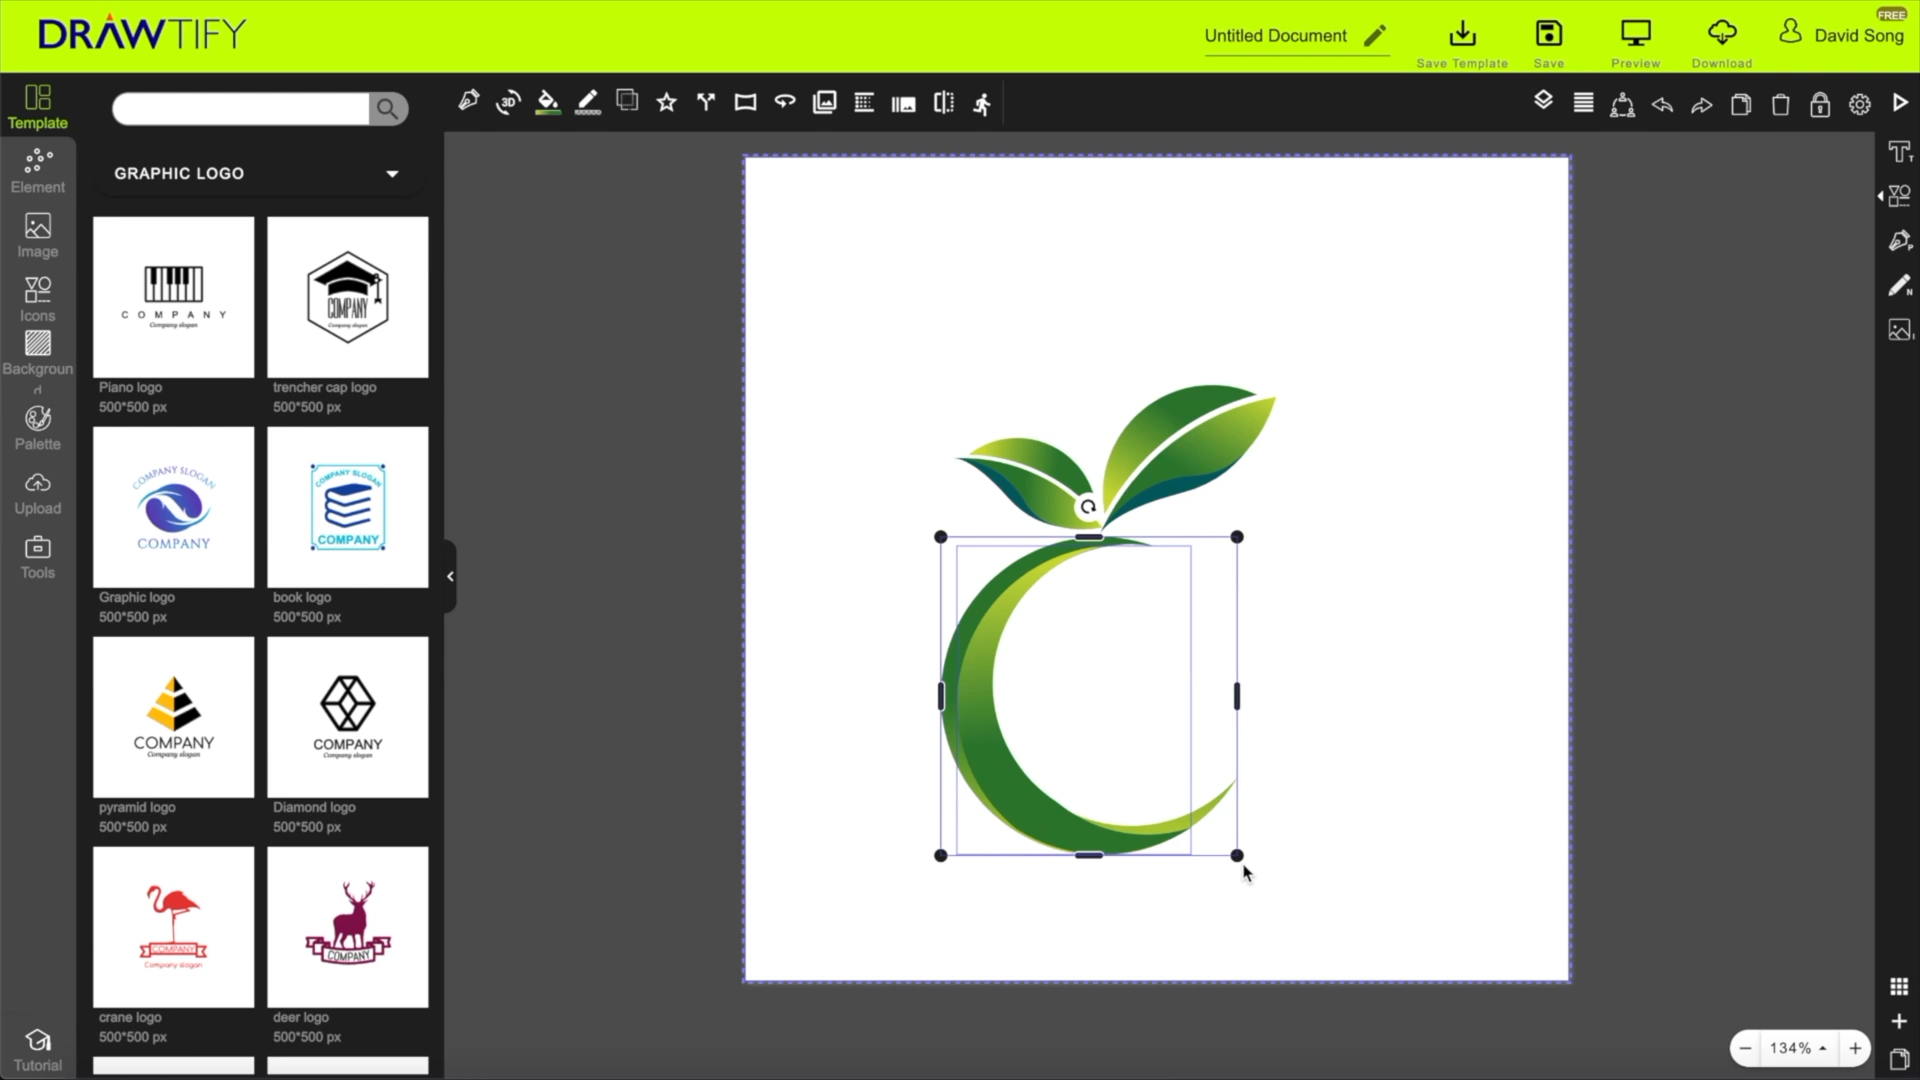 DRAWTIFY
Untitled Document
Save Template
Save
Preview
Download
FREE
David Song
Template
Element
Image
Icons
Backgroun
d
Palette
Upload
Tools
Tutorial
3D
GRAPHIC LOGO
COMPANY
Company slogan
Piano logo
500*500 px
COMPANY
Company slogan
trencher cap logo
500*500 px
COMPANY SLOGAN
COMPANY
Graphic logo
500*500 px
COMPANY SLOGAN
COMPANY
book logo
500*500 px
COMPANY
Company slogan
pyramid logo
500*500 px
COMPANY
Company slogan
Diamond logo
500*500 px
COMPANY
Company slogan
crane logo
500*500 px
COMPANY
deer logo
500*500 px
134%